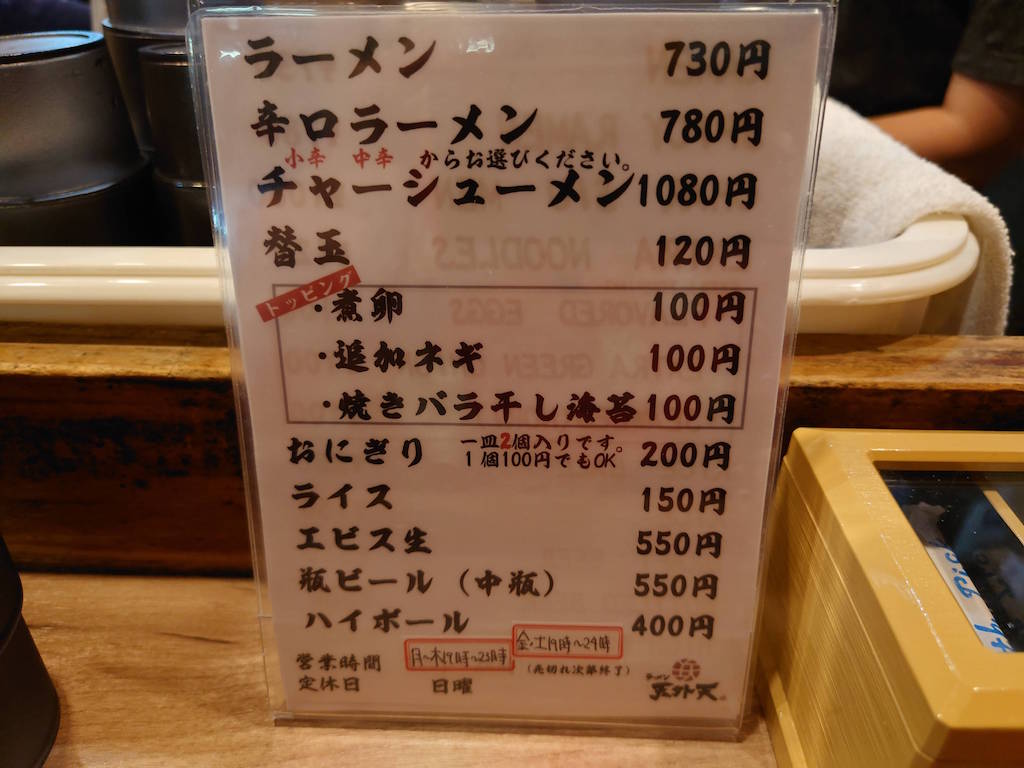 ラーメン 730円
辛口ラーメン 780円
小辛 中辛 からお選びください。
チャーシューメン 1080円
替玉 120円
トッピング
・煮卵 100円
・追加ネギ 100円
・焼きバラ干し海苔 100円
おにぎり 一皿2個入りです。 200円
1個100円でもOK
ライス 150円
エビス生 550円
瓶ビール（中瓶） 550円
ハイボール 400円
営業時間 月〜木19時〜25時 金・土19時〜29時
（売切れ次第終了）
定休日 日曜
ラーメン
天外天